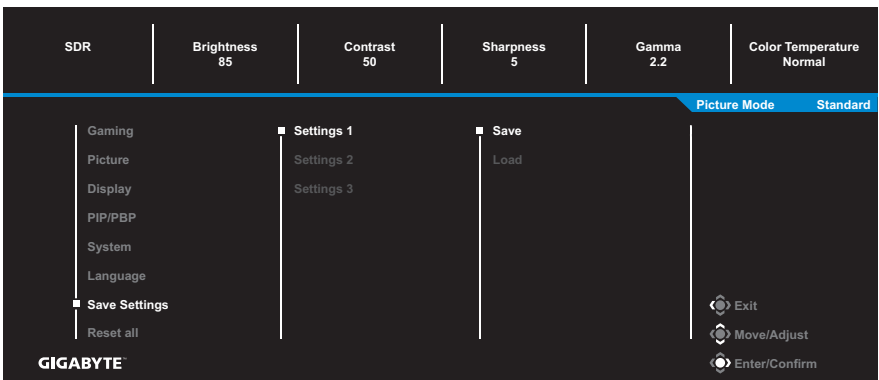 SDR
Brightness
85
Contrast
50
Sharpness
5
Gamma
2.2
Color Temperature
Normal
Picture Mode Standard
Gaming
Picture
Display
PIP/PBP
System
Language
Save Settings
Reset all
Settings 1
Settings 2
Settings 3
Save
Load
Exit
Move/Adjust
Enter/Confirm
GIGABYTE™